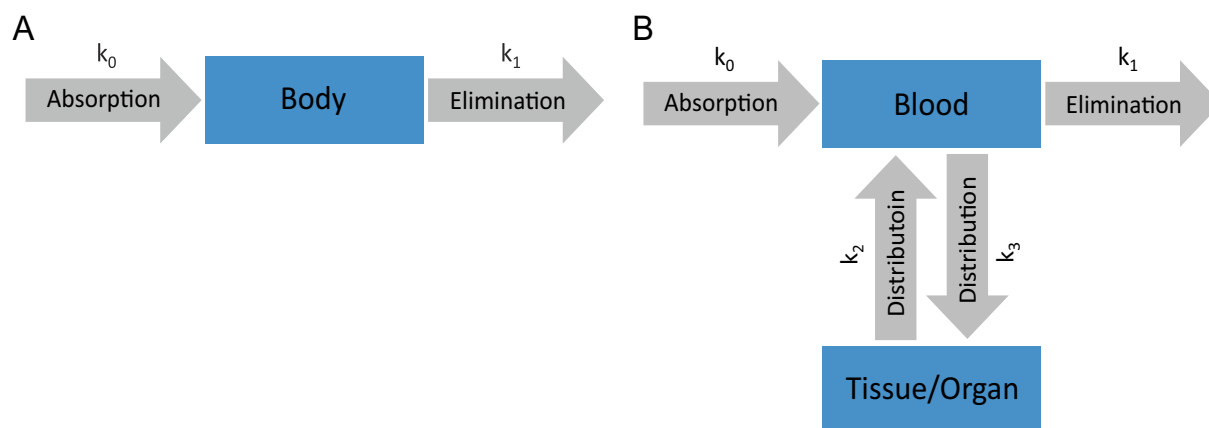 A
k0
Absorption
Body
k1
Elimination
B
k0
Absorption
Blood
k1
Elimination
k2
Distributoin
Distribution
k3
Tissue/Organ